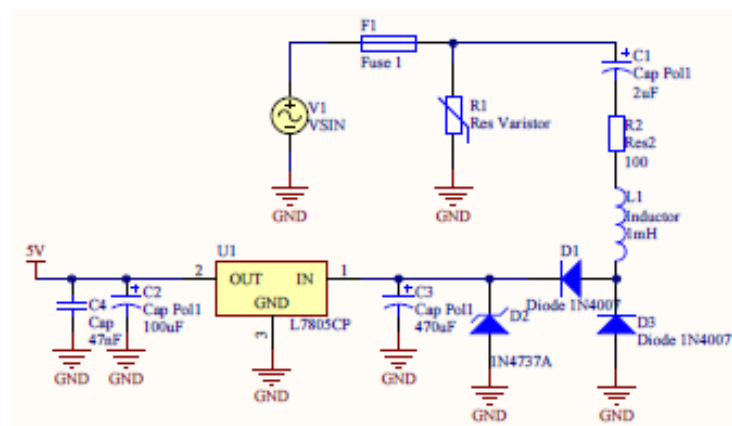 F1
Fuse 1
V1
VSIN
GND
R1
Res Varistor
GND
C1
Cap Pol1
2uF
R2
Res2
100
L1
Inductor
1mH
5V
C4
Cap
47nF
GND
C2
Cap Pol1
100uF
GND
U1
2
OUT
IN
1
GND
L7805CP
3
GND
C3
Cap Pol1
470uF
GND
D2
1N4737A
GND
D1
Diode 1N4007
D3
Diode 1N4007
GND